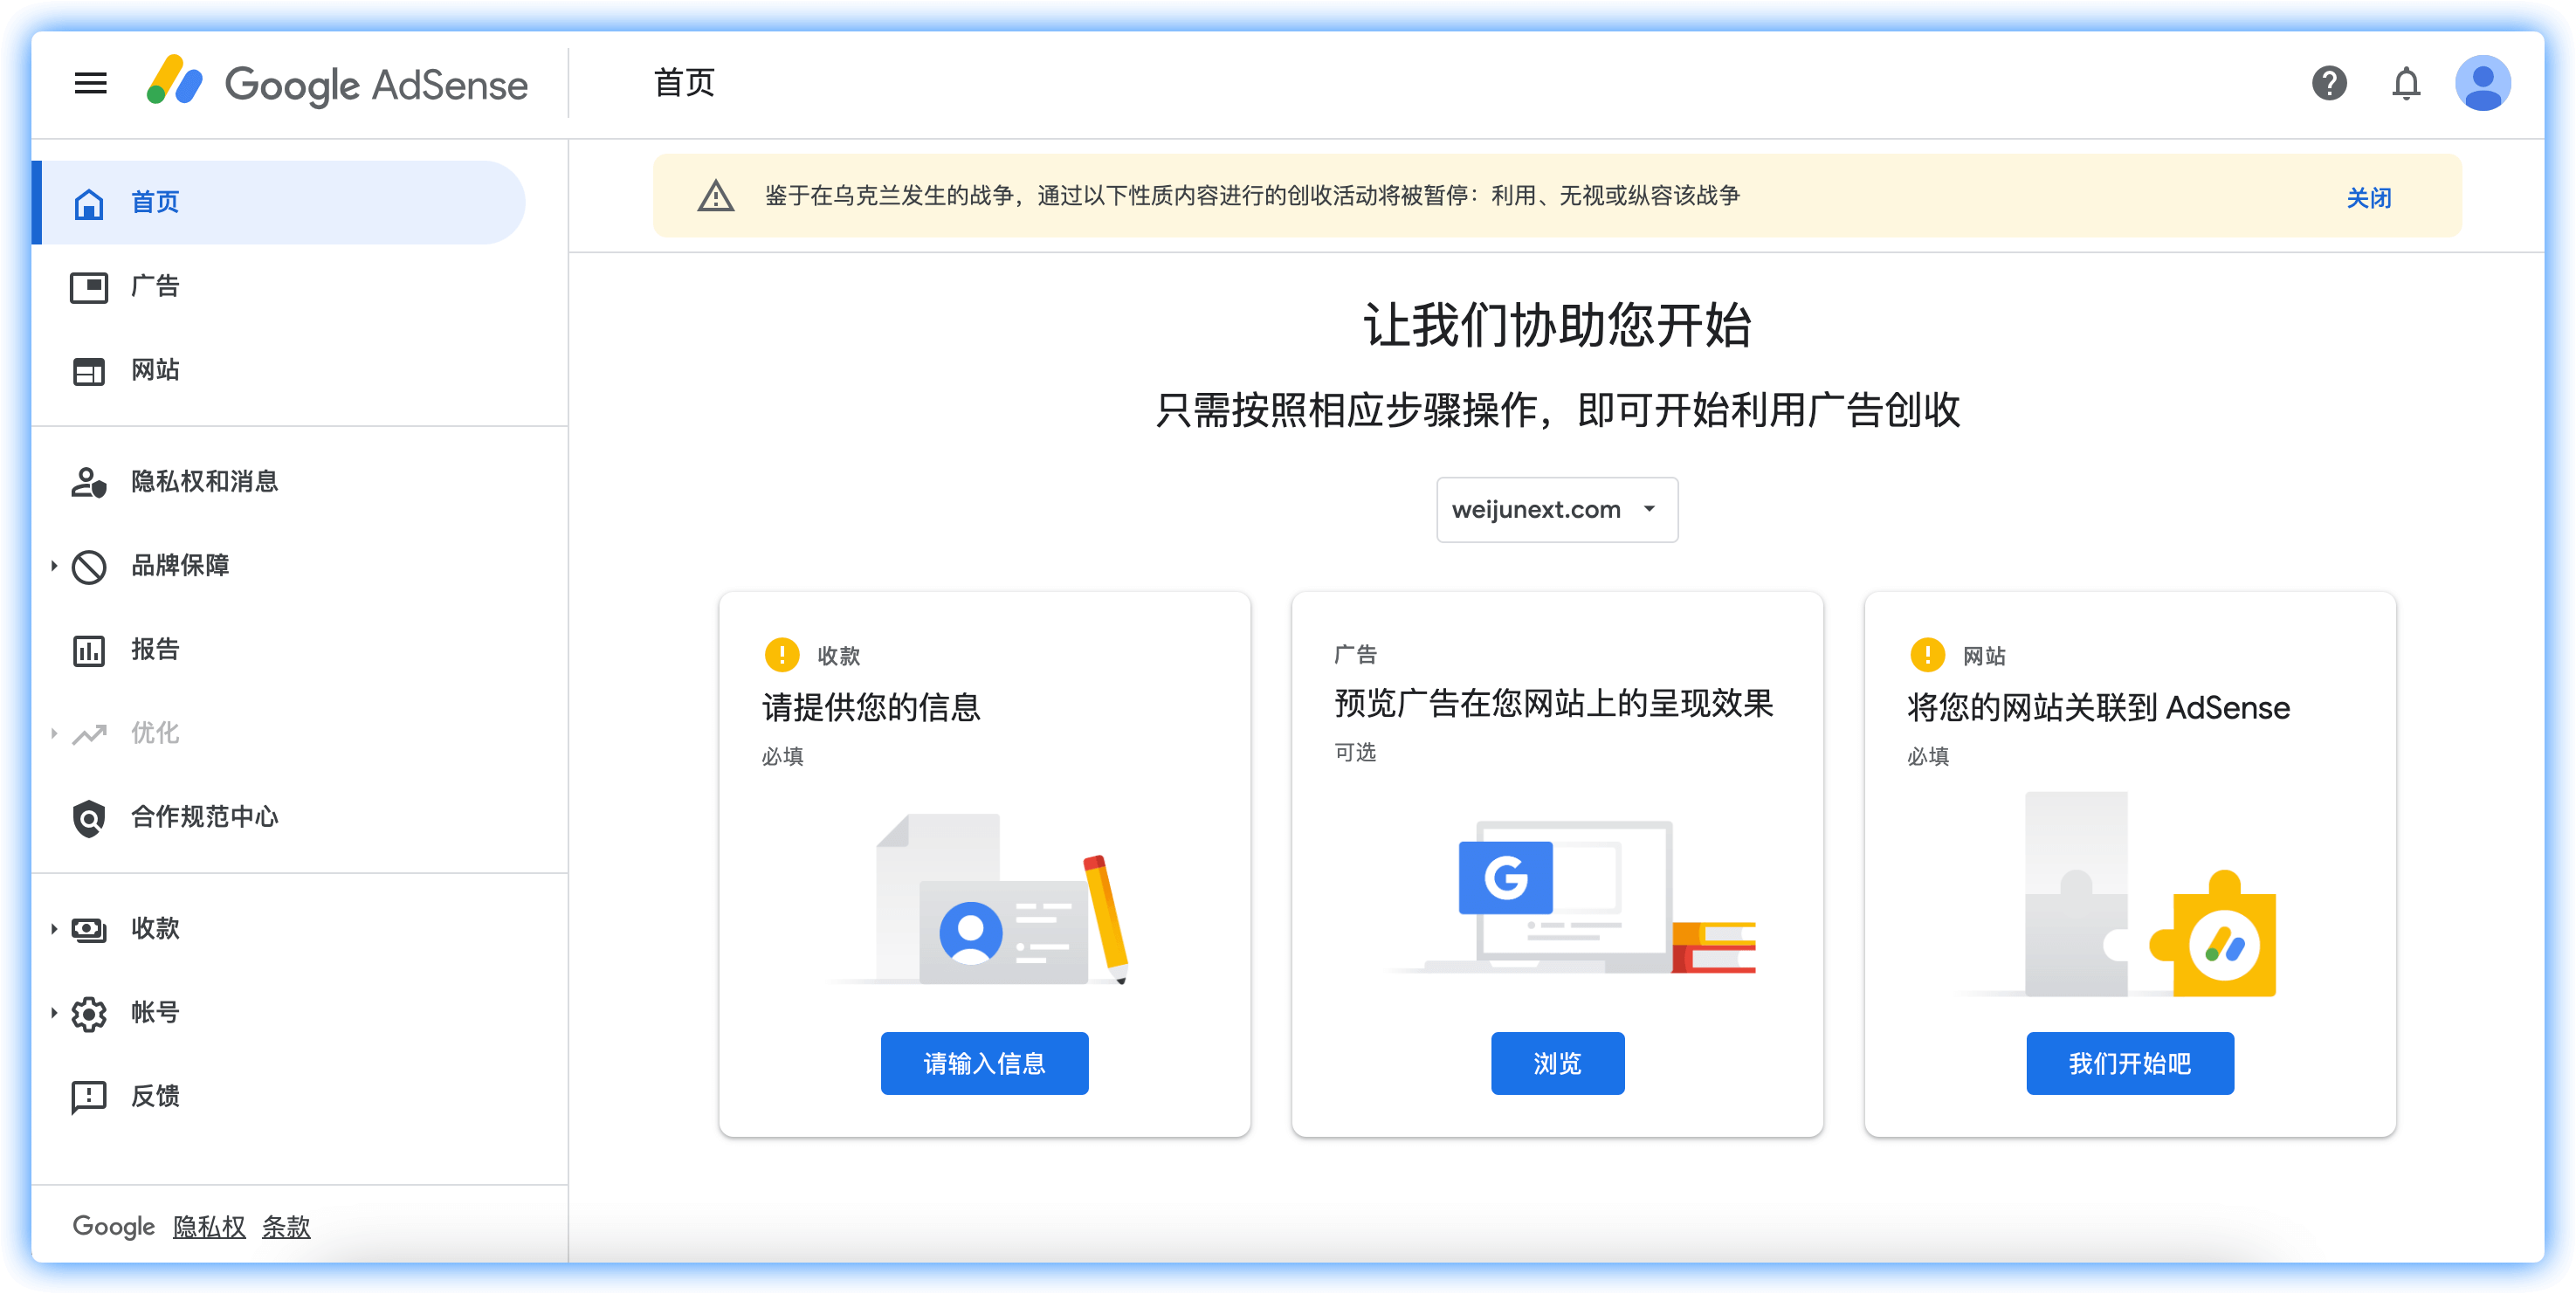 Google AdSense
首页
首页
广告
网站
隐私权和消息
品牌保障
报告
优化
合作规范中心
收款
帐号
反馈
Google 隐私权 条款
鉴于在乌克兰发生的战争，通过以下性质内容进行的创收活动将被暂停：利用、无视或纵容该战争
关闭
让我们协助您开始
只需按照相应步骤操作，即可开始利用广告创收
weijunext.com
收款
请提供您的信息
必填
请输入信息
广告
预览广告在您网站上的呈现效果
可选
G
浏览
网站
将您的网站关联到 AdSense
必填
我们开始吧